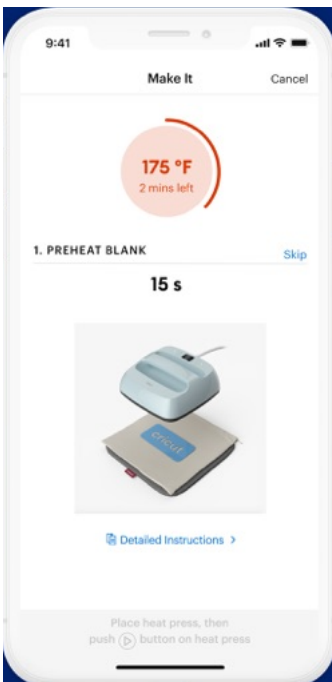 9:41
Make It
Cancel
175 °F
2 mins left
1. PREHEAT BLANK
Skip
15 s
cricut
Detailed Instructions >
Place heat press, then
push button on heat press